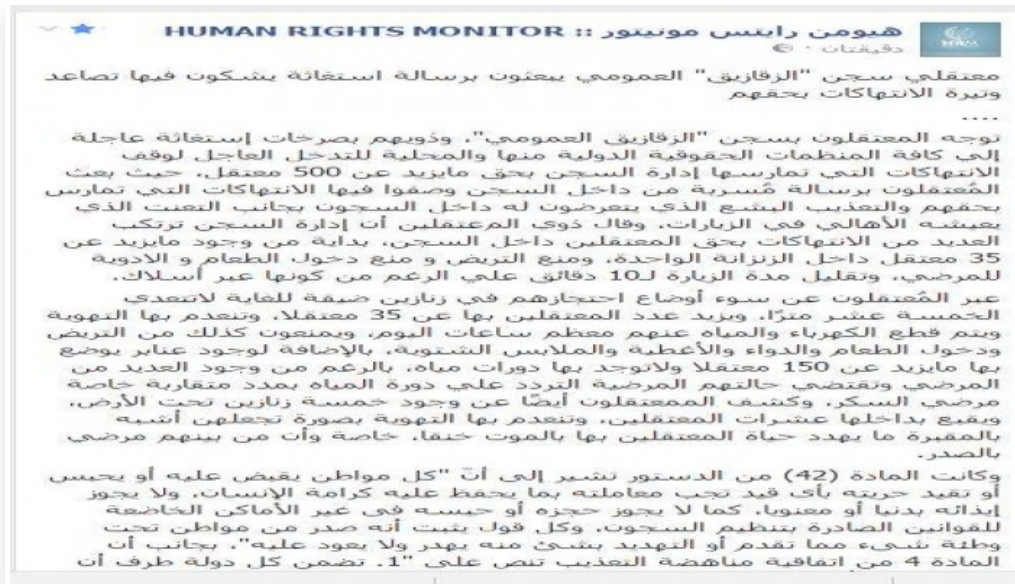 هيومن رايتس مونيتور :: HUMAN RIGHTS MONITOR
دقيقتان ·
معتقلي سجن "الزقازيق" العمومي يبعثون برسالة استغاثة يشكون فيها تصاعد
وتيرة الانتهاكات بحقهم
....
توجه المعتقلون بسجن "الزقازيق العمومي"، وذويهم بصرخات إستغاثة عاجلة
إلي كافة المنظمات الحقوقية الدولية منها والمحلية للتدخل العاجل لوقف
الانتهاكات التي تمارسها إدارة السجن بحق مايزيد عن 500 معتقل، حيث بعث
المُعتقلون برسالة مُسربة من داخل السجن وصفوا فيها الانتهاكات التي تمارس
بحقهم والتعذيب البشع الذي يتعرضون له داخل السجون بجانب التعنت الذي
يعيشه الأهالي في الزيارات، وقال ذوي المعتقلين أن إدارة السجن ترتكب
العديد من الانتهاكات بحق المعتقلين داخل السجن، بداية من وجود مايزيد عن
35 معتقل داخل الزنزانة الواحدة، ومنع التريض و منع دخول الطعام و الادوية
للمرضي، وتقليل مدة الزيارة لـ10 دقائق علي الرغم من كونها عبر أسلاك.
عبر المُعتقلون عن سوء أوضاع احتجازهم في زنازين ضيقة للغاية لاتتعدي
الخمسة عشر مترًا، ويزيد عدد المعتقلين بها عن 35 معتقلا، وتنعدم بها التهوية
ويتم قطع الكهرباء والمياه عنهم معظم ساعات اليوم، ويمنعون كذلك من التريض
ودخول الطعام والدواء والأغطية والملابس الشتوية، بالإضافة لوجود عنابر يوضع
بها مايزيد عن 150 معتقلا ولاتوجد بها دورات مياه، بالرغم من وجود العديد من
مرضي السكر، وتقتضي حالتهم المرضية التردد علي دورة المياه بمدد متقاربة خاصة
المرضي، وكشف الممعتقلون أيضًا عن وجود خمسة زنازين تحت الأرض،
ويقبع بداخلها عشرات المعتقلين، وتنعدم بها التهوية بصورة تجعلهن أشبه
بالمقبرة ما يهدد حياة المعتقلين بها بالموت خنقا، خاصة وأن من بينهم مرضي
بالصدر.
وكانت المادة (42) من الدستور تشير إلى أنّ "كل مواطن يقبض عليه أو يحبس
أو تقيد حريته بأى قيد تجب معاملته بما يحفظ عليه كرامة الإنسان، ولا يجوز
إيذائه بدنيا أو معنويا، كما لا يجوز حجزه أو حبسه فى غير الأماكن الخاضعة
للقوانين الصادرة بتنظيم السجون، وكل قول يثبت أنه صدر من مواطن تحت
وطئة شيء مما تقدم أو التهديد بشئ منه يهدر ولا يعود عليه"، بجانب أن
المادة 4 من اتفاقية مناهضة التعذيب تنص على "1. تضمن كل دولة طرف أن